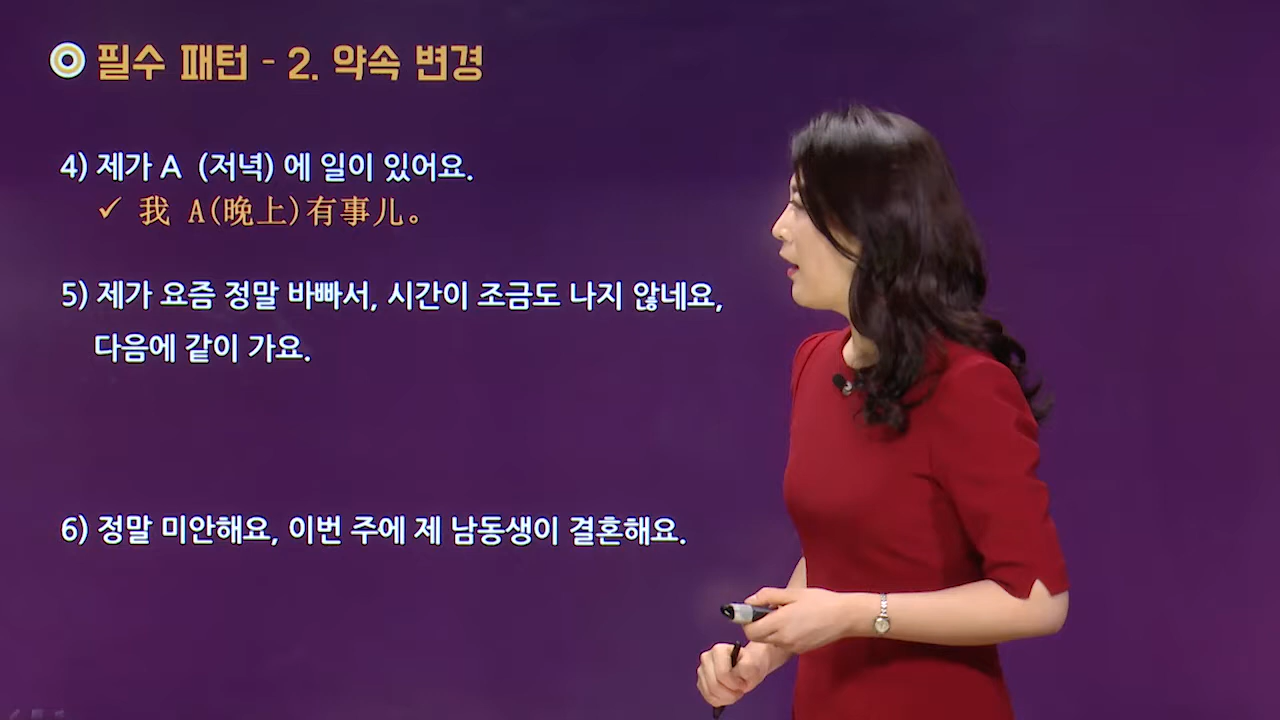 필수 패턴 - 2. 약속 변경
4) 제가 A (저녁) 에 일이 있어요.
✓ 我 A(晚上)有事儿。
5) 제가 요즘 정말 바빠서, 시간이 조금도 나지 않네요,
다음에 같이 가요.
6) 정말 미안해요, 이번 주에 제 남동생이 결혼해요.